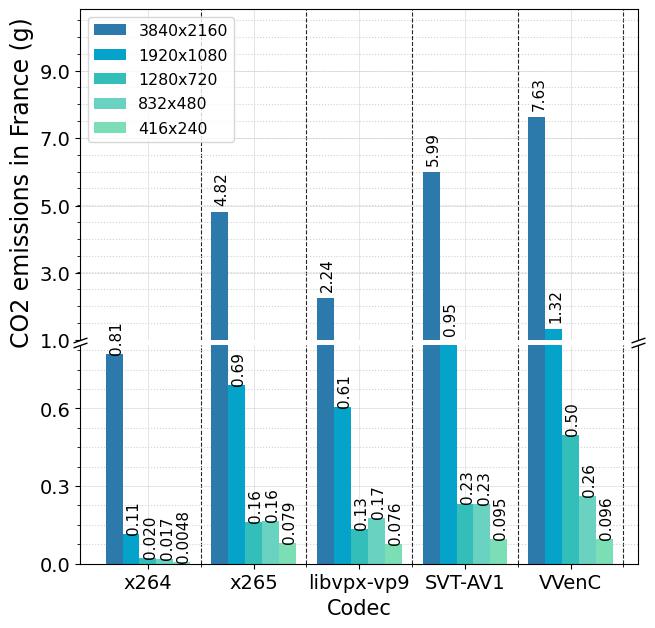 CO2 emissions in France (g)
3840x2160
1920x1080
1280x720
832x480
416x240
9.0
7.0
5.0
3.0
1.0
0.6
0.3
0.0
0.81
0.11
0.020
0.017
0.0048
4.82
0.69
0.16
0.16
0.079
2.24
0.61
0.13
0.17
0.076
5.99
0.95
0.23
0.23
0.095
7.63
1.32
0.50
0.26
0.096
x264
x265
libvpx-vp9
SVT-AV1
VVenC
Codec